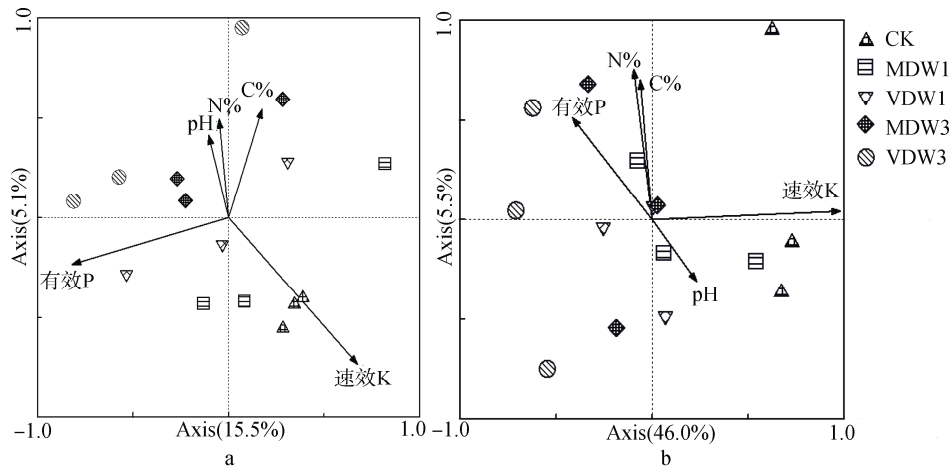 1.0
Axis(5.1%)
C%
N%
pH
有效P
速效K
-1.0
Axis(15.5%)
1.0
a
1.0
Axis(5.5%)
N%
C%
有效P
速效K
pH
-1.0
Axis(46.0%)
1.0
b
CK
MDW1
VDW1
MDW3
VDW3